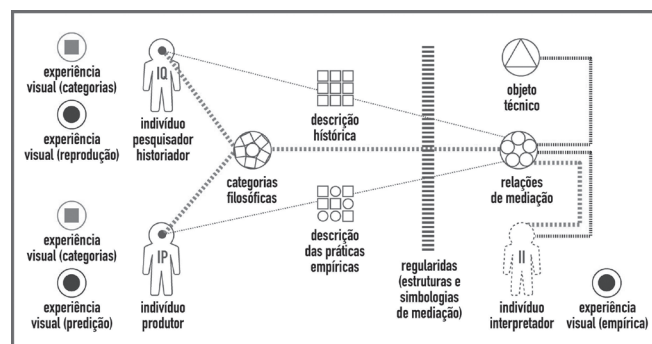 experiência
visual (categorias)
experiência
visual (reprodução)
IQ
indivíduo
pesquisador
historiador
categorias
filosóficas
descrição
hístórica
objeto
técnico
relações
de mediação
experiência
visual (categorias)
experiência
visual (predição)
IP
indivíduo
produtor
descrição
das práticas
empíricas
regularidas
(estruturas e
simbologias
de mediação)
II
indivíduo
interpretador
experiência
visual (empírica)